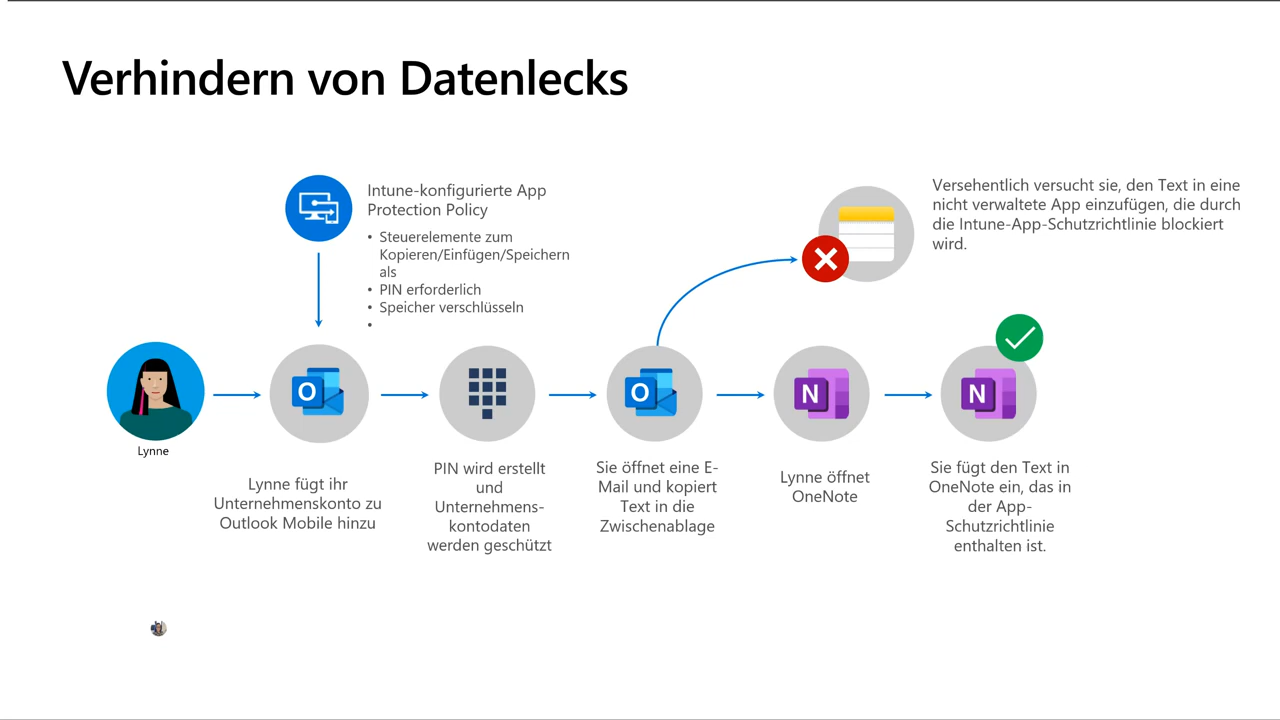 Verhindern von Datenlecks
Intune-konfigurierte App
Protection Policy
• Steuerelemente zum
Kopieren/Einfügen/Speichern
als
• PIN erforderlich
• Speicher verschlüsseln
•
Versehentlich versucht sie, den Text in eine
nicht verwaltete App einzufügen, die durch
die Intune-App-Schutzrichtlinie blockiert
wird.
Lynne
O
O
N
N
Lynne fügt ihr
Unternehmenskonto zu
Outlook Mobile hinzu
PIN wird erstellt
und
Unternehmens-
kontodaten
werden geschützt
Sie öffnet eine E-
Mail und kopiert
Text in die
Zwischenablage
Lynne öffnet
OneNote
Sie fügt den Text in
OneNote ein, das in
der App-
Schutzrichtlinie
enthalten ist.